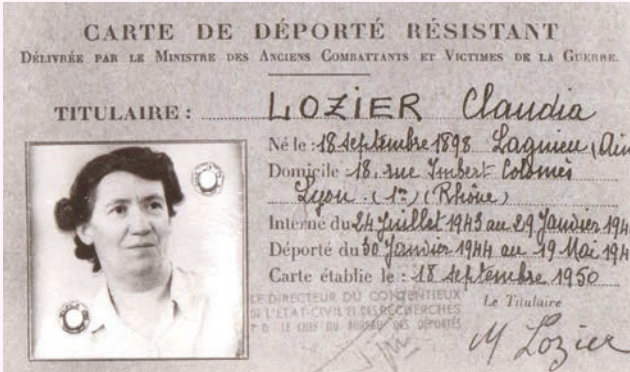 CARTE DE DÉPORTÉ RÉSISTANT
DÉLIVRÉE PAR LE MINISTRE DES ANCIENS COMBATTANTS ET VICTIMES DE LA GUERRE.
TITULAIRE : LOZIER Claudia
Né le : 18 septembre 1898 Lagnieu (Ain
Domicile 18, rue Imbert Colomès
Lyon (1er) (Rhône)
Interné du 24 Juillet 1943 au 29 Janvier 194
Déporté du 30 Janvier 1944 au 19 Mai 194
Carte établie le : 18 septembre 1950
LE DIRECTEUR DU CONTENTIEUX
DE L'ÉTAT-CIVIL ET DES RECHERCHES
LE CHEF DU BUREAU DES DÉPORTÉS
Le Titulaire
M Lozier